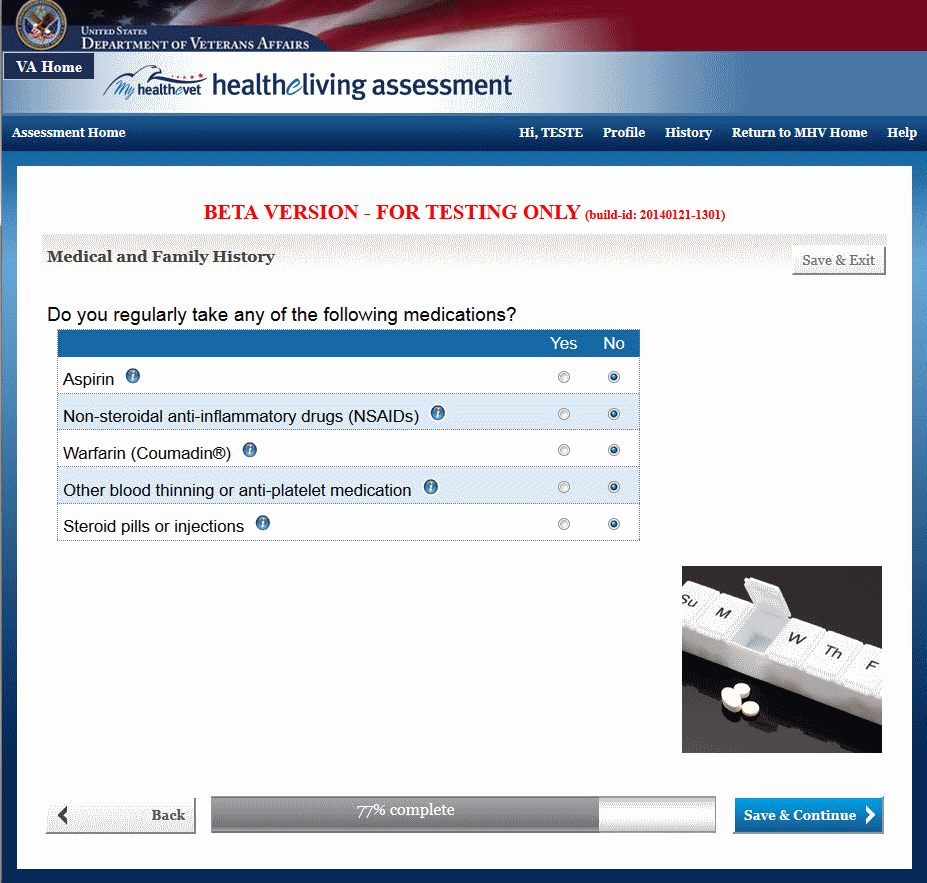 UNITED STATES
DEPARTMENT OF VETERANS AFFAIRS
VA Home
My healthevet healtheliving assessment
Assessment Home Hi, TESTE Profile History Return to MHV Home Help
BETA VERSION - FOR TESTING ONLY (build-id: 20140121-1301)
Medical and Family History
Save & Exit
Do you regularly take any of the following medications?
Yes No
Aspirin i
Non-steroidal anti-inflammatory drugs (NSAIDs) i
Warfarin (Coumadin®) i
Other blood thinning or anti-platelet medication i
Steroid pills or injections i
Su M W Th F
Back 77% complete Save & Continue